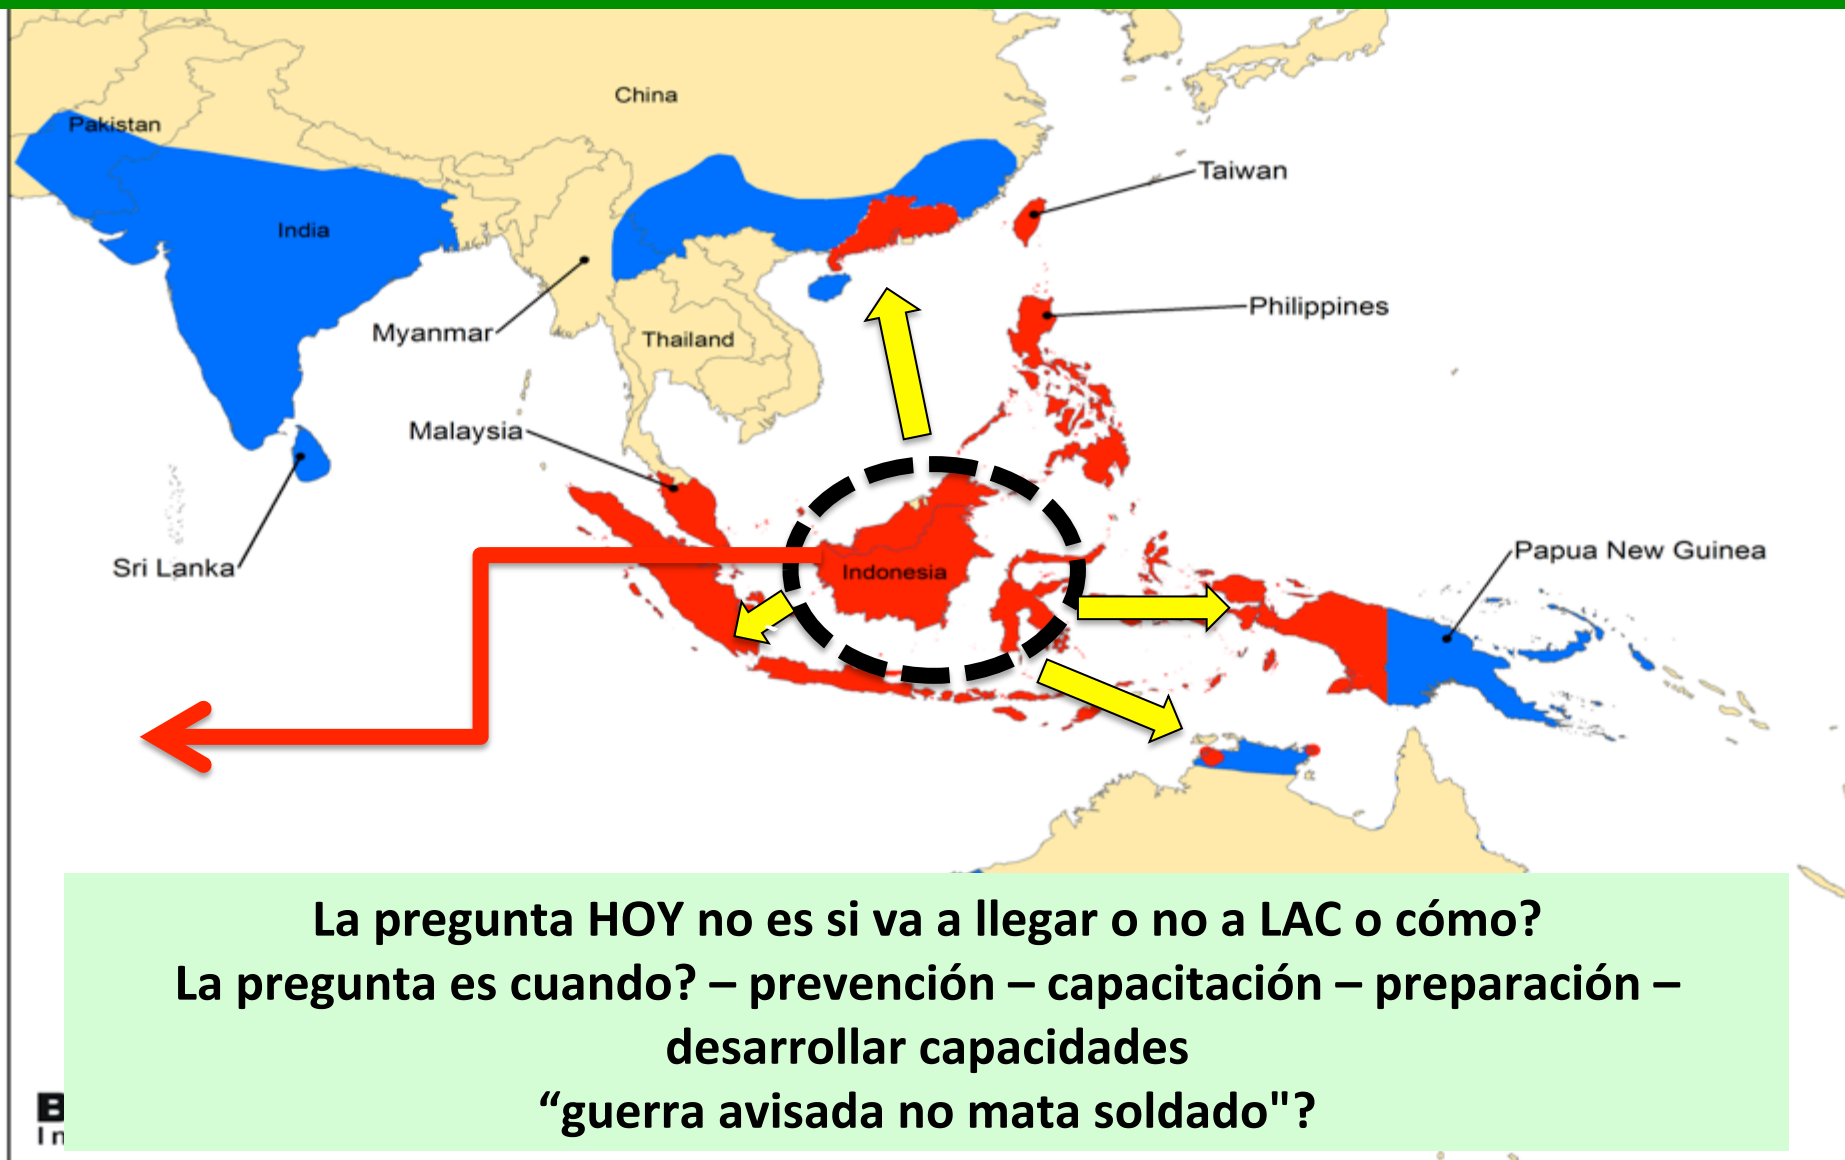 China
Pakistan
Taiwan
India
Philippines
Myanmar
Thailand
Malaysia
Papua New Guinea
Sri Lanka
Indonesia
La pregunta HOY no es si va a llegar o no a LAC o cómo?
La pregunta es cuando? – prevención – capacitación – preparación –
desarrollar capacidades
“guerra avisada no mata soldado"?
B
In